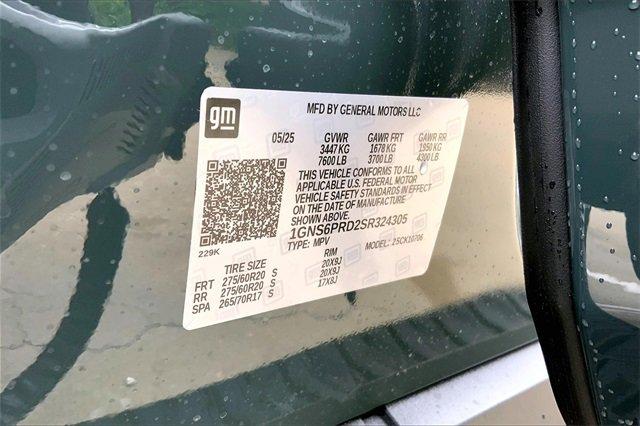 gm
MFD BY GENERAL MOTORS LLC
05/25 GVWR GAWR FRT GAWR RR
3447 KG 1678 KG 1950 KG
7600 LB 3700 LB 4300 LB
THIS VEHICLE CONFORMS TO ALL
APPLICABLE U.S. FEDERAL MOTOR
VEHICLE SAFETY STANDARDS IN EFFECT
ON THE DATE OF MANUFACTURE
SHOWN ABOVE.
1GNS6PRD2SR324305
229K TYPE: MPV MODEL: 25CK10706
TIRE SIZE RIM
FRT 275/60R20 S 20X9J
RR 275/60R20 S 20X9J
SPA 265/70R17 S 17X8J